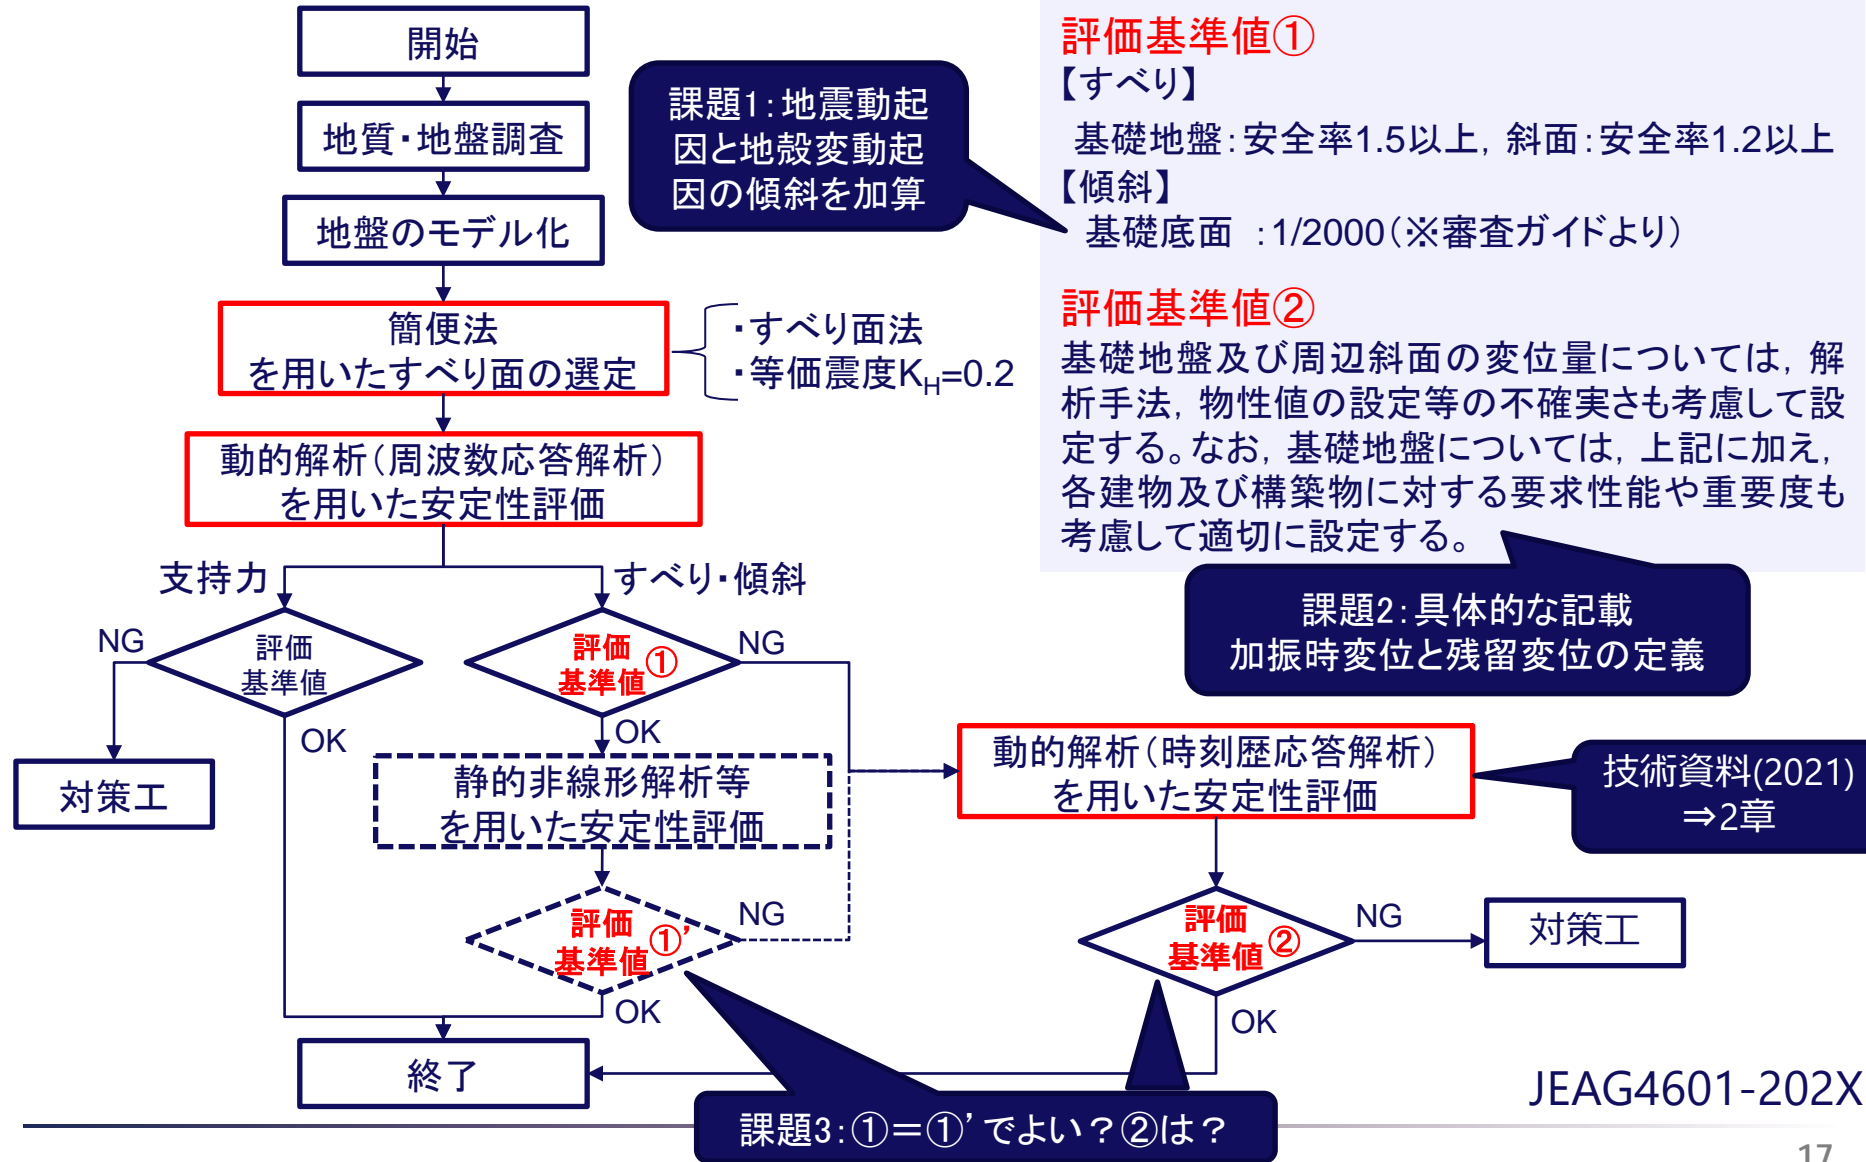 開始
地質・地盤調査
地盤のモデル化
簡便法
を用いたすべり面の選定
・すべり面法
・等価震度KH=0.2
動的解析（周波数応答解析）
を用いた安定性評価
支持力
すべり・傾斜
NG
評価
基準値
OK
対策工
評価
基準値①
NG
OK
静的非線形解析等
を用いた安定性評価
評価
基準値①’
NG
OK
終了
課題1：地震動起
因と地殻変動起
因の傾斜を加算
評価基準値①
【すべり】
基礎地盤：安全率1.5以上，斜面：安全率1.2以上
【傾斜】
基礎底面 ：1/2000（※審査ガイドより）
評価基準値②
基礎地盤及び周辺斜面の変位量については，解
析手法，物性値の設定等の不確実さも考慮して設
定する。なお，基礎地盤については，上記に加え，
各建物及び構築物に対する要求性能や重要度も
考慮して適切に設定する。
課題2：具体的な記載
加振時変位と残留変位の定義
動的解析（時刻歴応答解析）
を用いた安定性評価
技術資料(2021)
⇒2章
評価
基準値②
NG
対策工
OK
課題3：①＝①’でよい？②は？
JEAG4601-202X
17